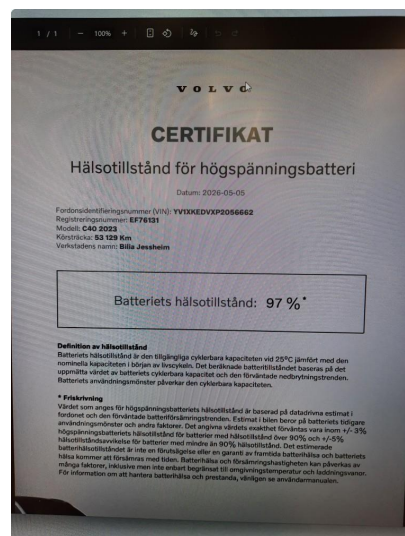 1 / 1 − 100% +
VOLVO
CERTIFIKAT
Hälsotillstånd för högspänningsbatteri
Datum: 2026-05-05
Fordonsidentifieringsnummer (VIN): YV1XKEDVXP2056662
Registreringsnummer: EF76131
Modell: C40 2023
Körsträcka: 53 129 Km
Verkstadens namn: Bilia Jessheim
Batteriets hälsotillstånd: 97 %*
Definition av hälsotillstånd
Batteriets hälsotillstånd är den tillgängliga cyklerbara kapaciteten vid 25°C jämfört med den
nominella kapaciteten i början av livscykeln. Det beräknade batteritillståndet baseras på det
uppmätta värdet av batteriets cyklerbara kapacitet och den förväntade nedbrytningstrenden.
Batteriets användningsmönster påverkar den cyklerbara kapaciteten.
* Friskrivning
Värdet som anges för högspänningsbatteriets hälsotillstånd är baserad på datadrivna estimat i
fordonet och den förväntade batteriförsämringstrenden. Estimat i bilen beror på batteriets tidigare
användningsmönster och andra faktorer. Det angivna värdets exakthet förväntas vara inom +/- 3%
högspänningsbatteriets hälsotillstånd för batterier med hälsotillstånd över 90% och +/-5%
hälsotillståndsavvikelse för batterier med mindre än 90% hälsotillstånd. Det estimerade
batterihälsotillståndet är inte en förutsägelse eller en garanti av framtida batterihälsa och batteriets
hälsa kommer att försämras med tiden. Batterihälsa och försämringshastigheten kan påverkas av
många faktorer, inklusive men inte enbart begränsat till omgivningstemperatur och laddningsvanor.
För information om att hantera batterihälsa och prestanda, vänligen se användarmanualen.